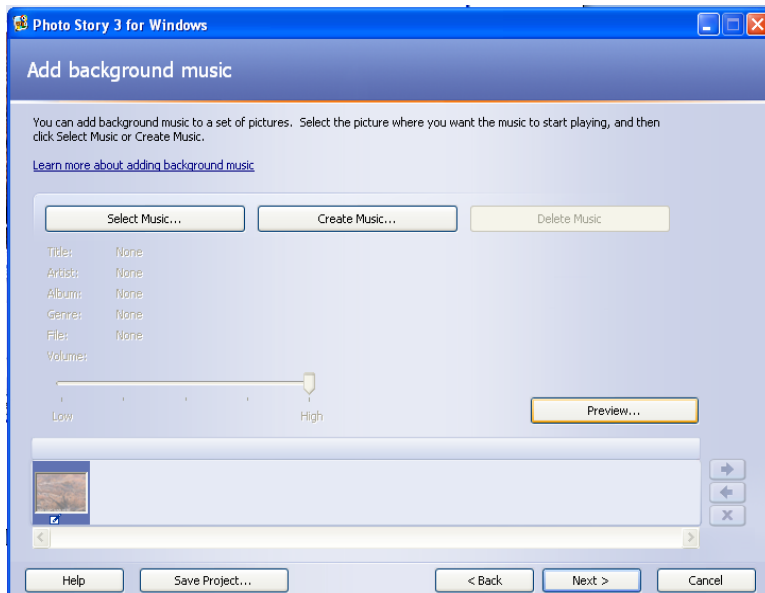 Photo Story 3 for Windows
Add background music
You can add background music to a set of pictures. Select the picture where you want the music to start playing, and then
click Select Music or Create Music.
Learn more about adding background music
Select Music... Create Music... Delete Music
Title: None
Artist: None
Album: None
Genre: None
File: None
Volume:
Low High
Preview...
Help Save Project... < Back Next > Cancel